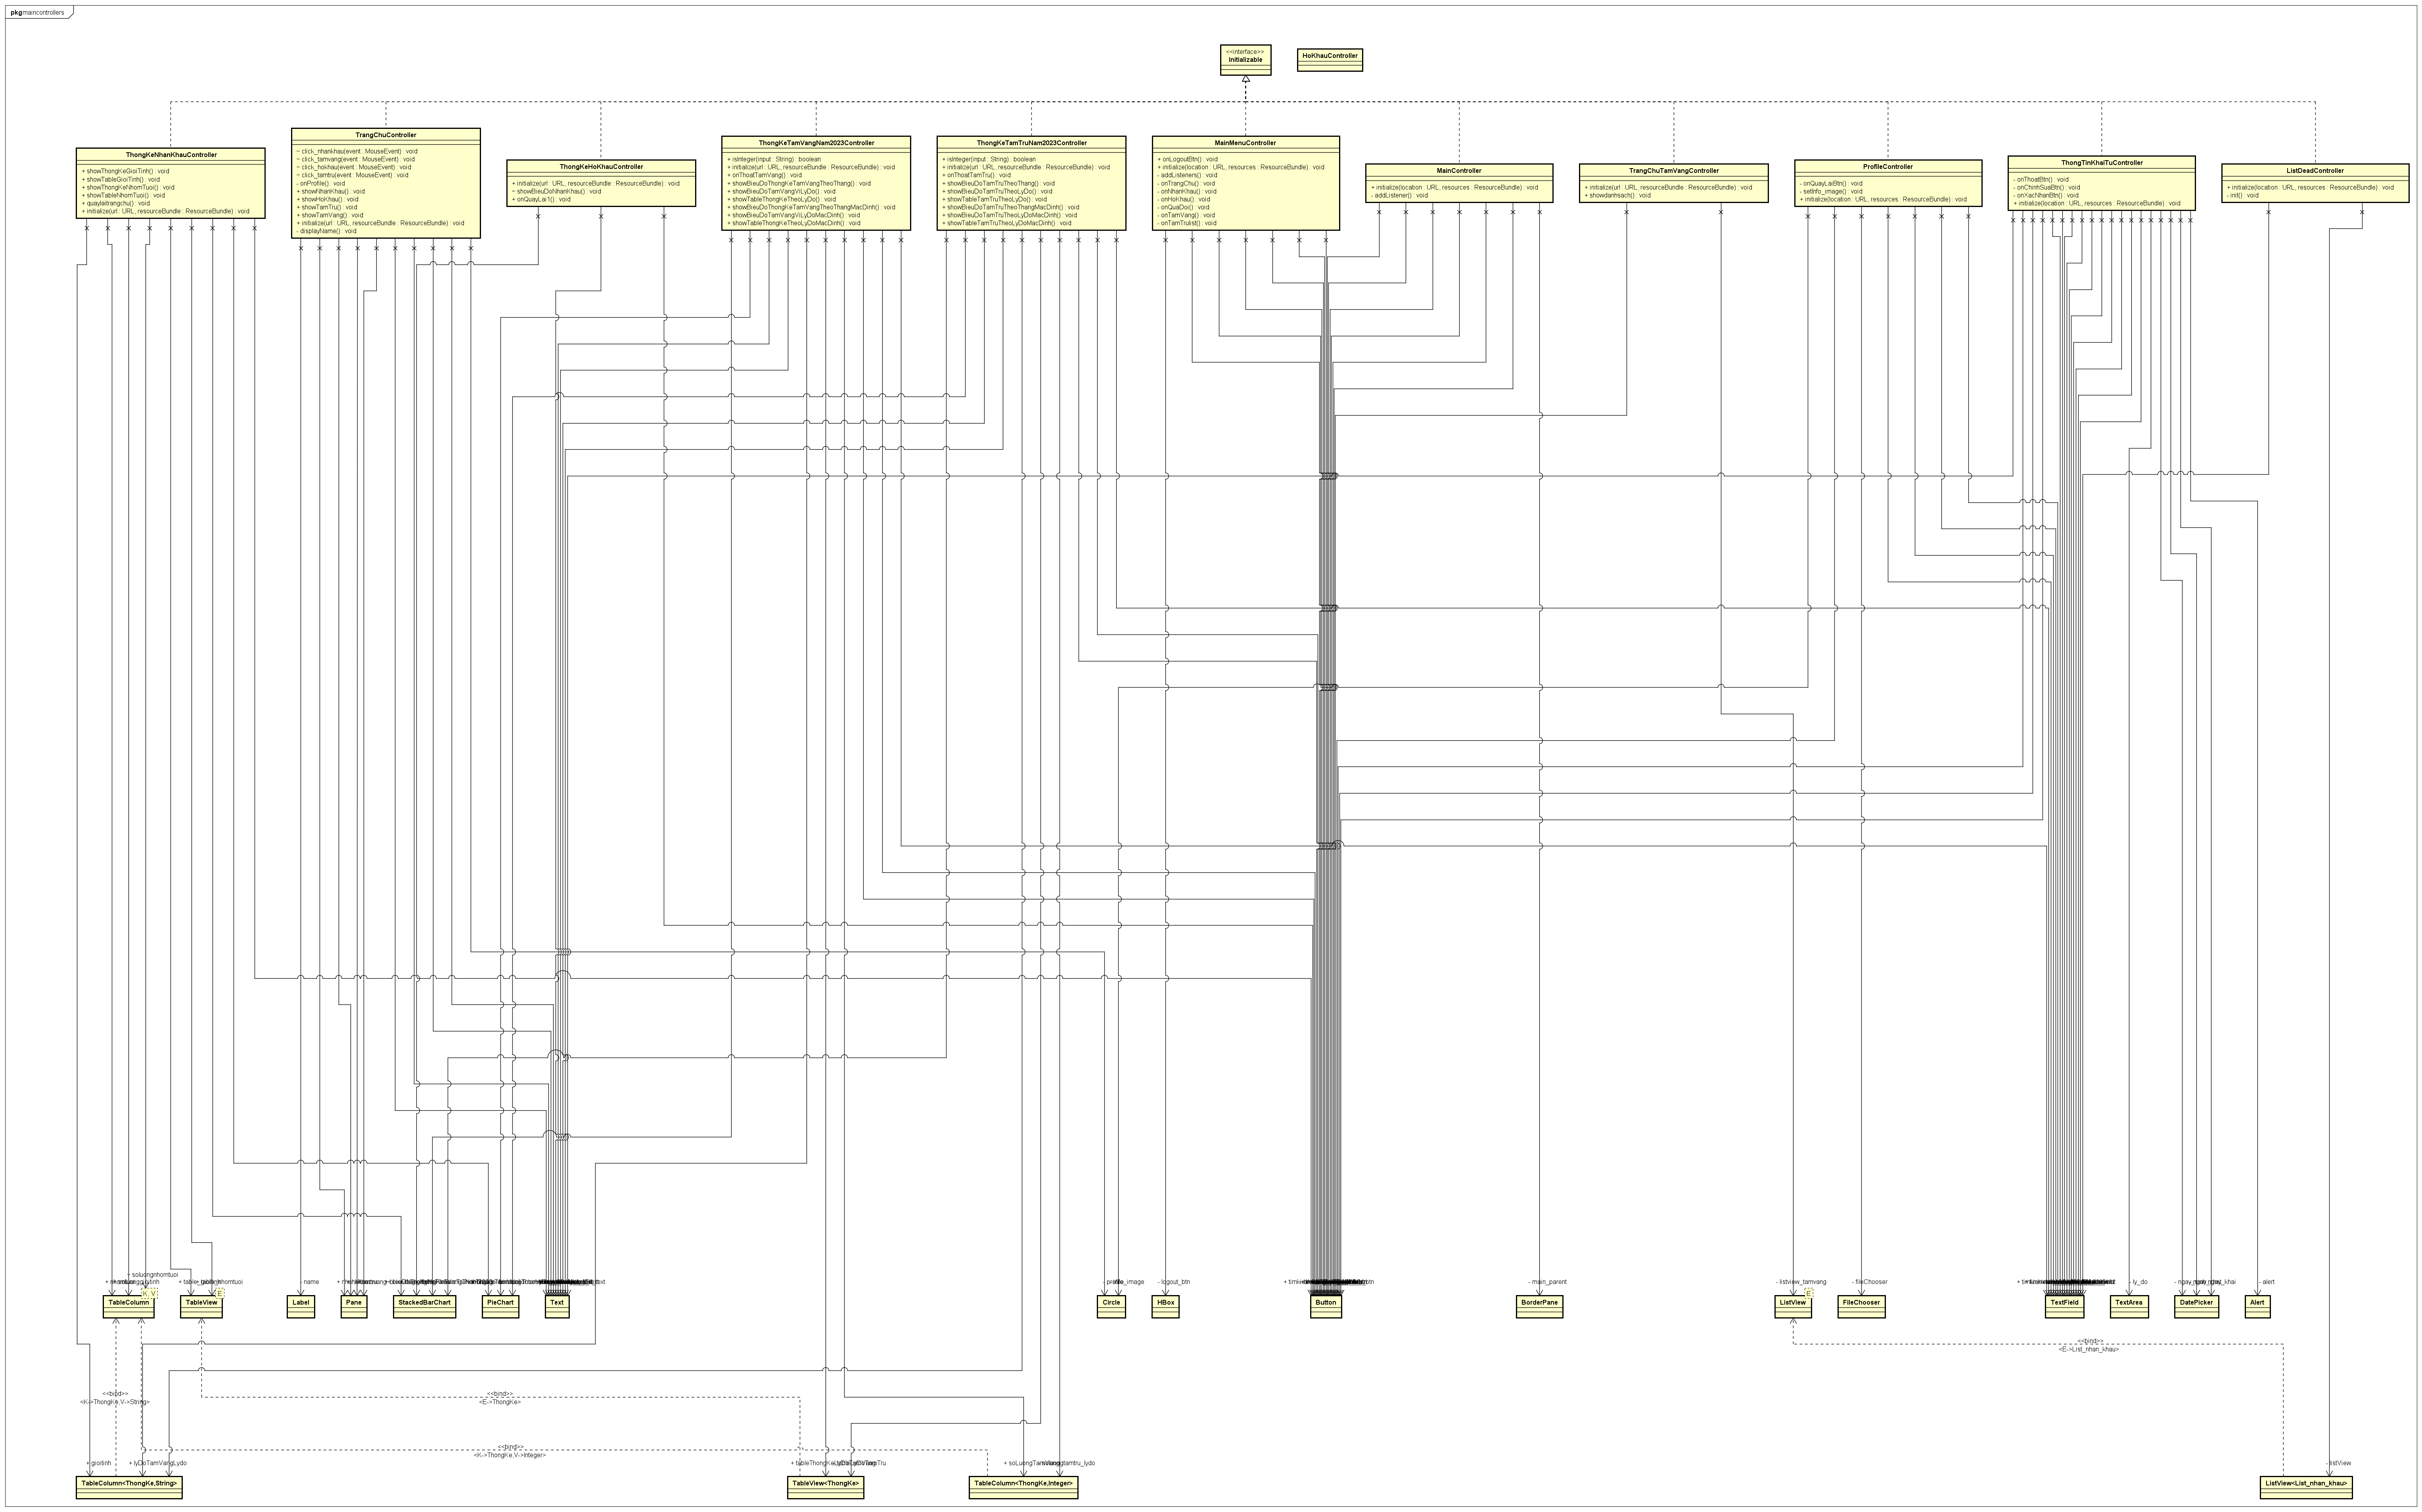 pkg maincontrollers
<<interface>>
Initializable
HoKhauController
ThongKeNhanKhauController
+ showThongKeGioiTinh() : void
+ showTableGioiTinh() : void
+ showThongKeNhomTuoi() : void
+ showTableNhomTuoi() : void
+ quaylaitrangchu() : void
+ initialize(url : URL, resourceBundle : ResourceBundle) : void
TrangChuController
~ click_nhankhau(event : MouseEvent) : void
~ click_tamvang(event : MouseEvent) : void
~ click_hokhau(event : MouseEvent) : void
~ click_tamtru(event : MouseEvent) : void
- onProfile() : void
+ showNhanKhau() : void
+ showHoKhau() : void
+ showTamTru() : void
+ showTamVang() : void
+ initialize(url : URL, resourceBundle : ResourceBundle) : void
- displayName() : void
ThongKeHoKhauController
+ initialize(url : URL, resourceBundle : ResourceBundle) : void
~ showBieuDoNhanKhau() : void
+ onQuayLai1() : void
ThongKeTamVangNam2023Controller
+ isInteger(input : String) : boolean
+ initialize(url : URL, resourceBundle : ResourceBundle) : void
+ onThoatTamVang() : void
+ showBieuDoThongKeTamVangTheoThang() : void
+ showBieuDoTamVangViLyDo() : void
+ showTableThongKeTheoLyDo() : void
+ showBieuDoThongKeTamVangTheoThangMacDinh() : void
+ showBieuDoTamVangViLyDoMacDinh() : void
+ showTableThongKeTheoLyDoMacDinh() : void
ThongKeTamTruNam2023Controller
+ isInteger(input : String) : boolean
+ initialize(url : URL, resourceBundle : ResourceBundle) : void
+ onThoatTamTru() : void
+ showBieuDoTamTruTheoThang() : void
+ showBieuDoTamTruTheoLyDo() : void
+ showTableTamTruTheoLyDo() : void
+ showBieuDoTamTruTheoThangMacDinh() : void
+ showBieuDoTamTruTheoLyDoMacDinh() : void
+ showTableTamTruTheoLyDoMacDinh() : void
MainMenuController
+ onLogoutBtn() : void
+ initialize(location : URL, resources : ResourceBundle) : void
- addListeners() : void
- onTrangChu() : void
- onNhanKhau() : void
- onHoKhau() : void
- onQuaDoi() : void
- onTamVang() : void
- onTamTrulist() : void
MainController
+ initialize(location : URL, resources : ResourceBundle) : void
- addListener() : void
TrangChuTamVangController
+ initialize(url : URL, resourceBundle : ResourceBundle) : void
+ showdanhsach() : void
ProfileController
- onQuayLaiBtn() : void
- setInfo_image() : void
+ initialize(location : URL, resources : ResourceBundle) : void
ThongTinKhaiTuController
- onThoatBtn() : void
- onChinhSuaBtn() : void
- onXacNhanBtn() : void
+ initialize(location : URL, resources : ResourceBundle) : void
ListDeadController
+ initialize(location : URL, resources : ResourceBundle) : void
- init() : void
~ soluongnhomtuoi
- name
- logout_btn
- main_parent
- listview_tamvang
- fileChooser
- ly_do
- alert
TableColumn
K, V
TableView
E
Label
Pane
StackedBarChart
PieChart
Text
Circle
HBox
Button
BorderPane
ListView
E
FileChooser
TextField
TextArea
DatePicker
Alert
<<bind>>
<E->List_nhan_khau>
<<bind>>
<K->ThongKe,V->String>
<<bind>>
<E->ThongKe>
<<bind>>
<K->ThongKe,V->Integer>
+ gioitinh
+ lyDoTamVangLydo
- listView
TableColumn<ThongKe,String>
TableView<ThongKe>
TableColumn<ThongKe,Integer>
ListView<List_nhan_khau>